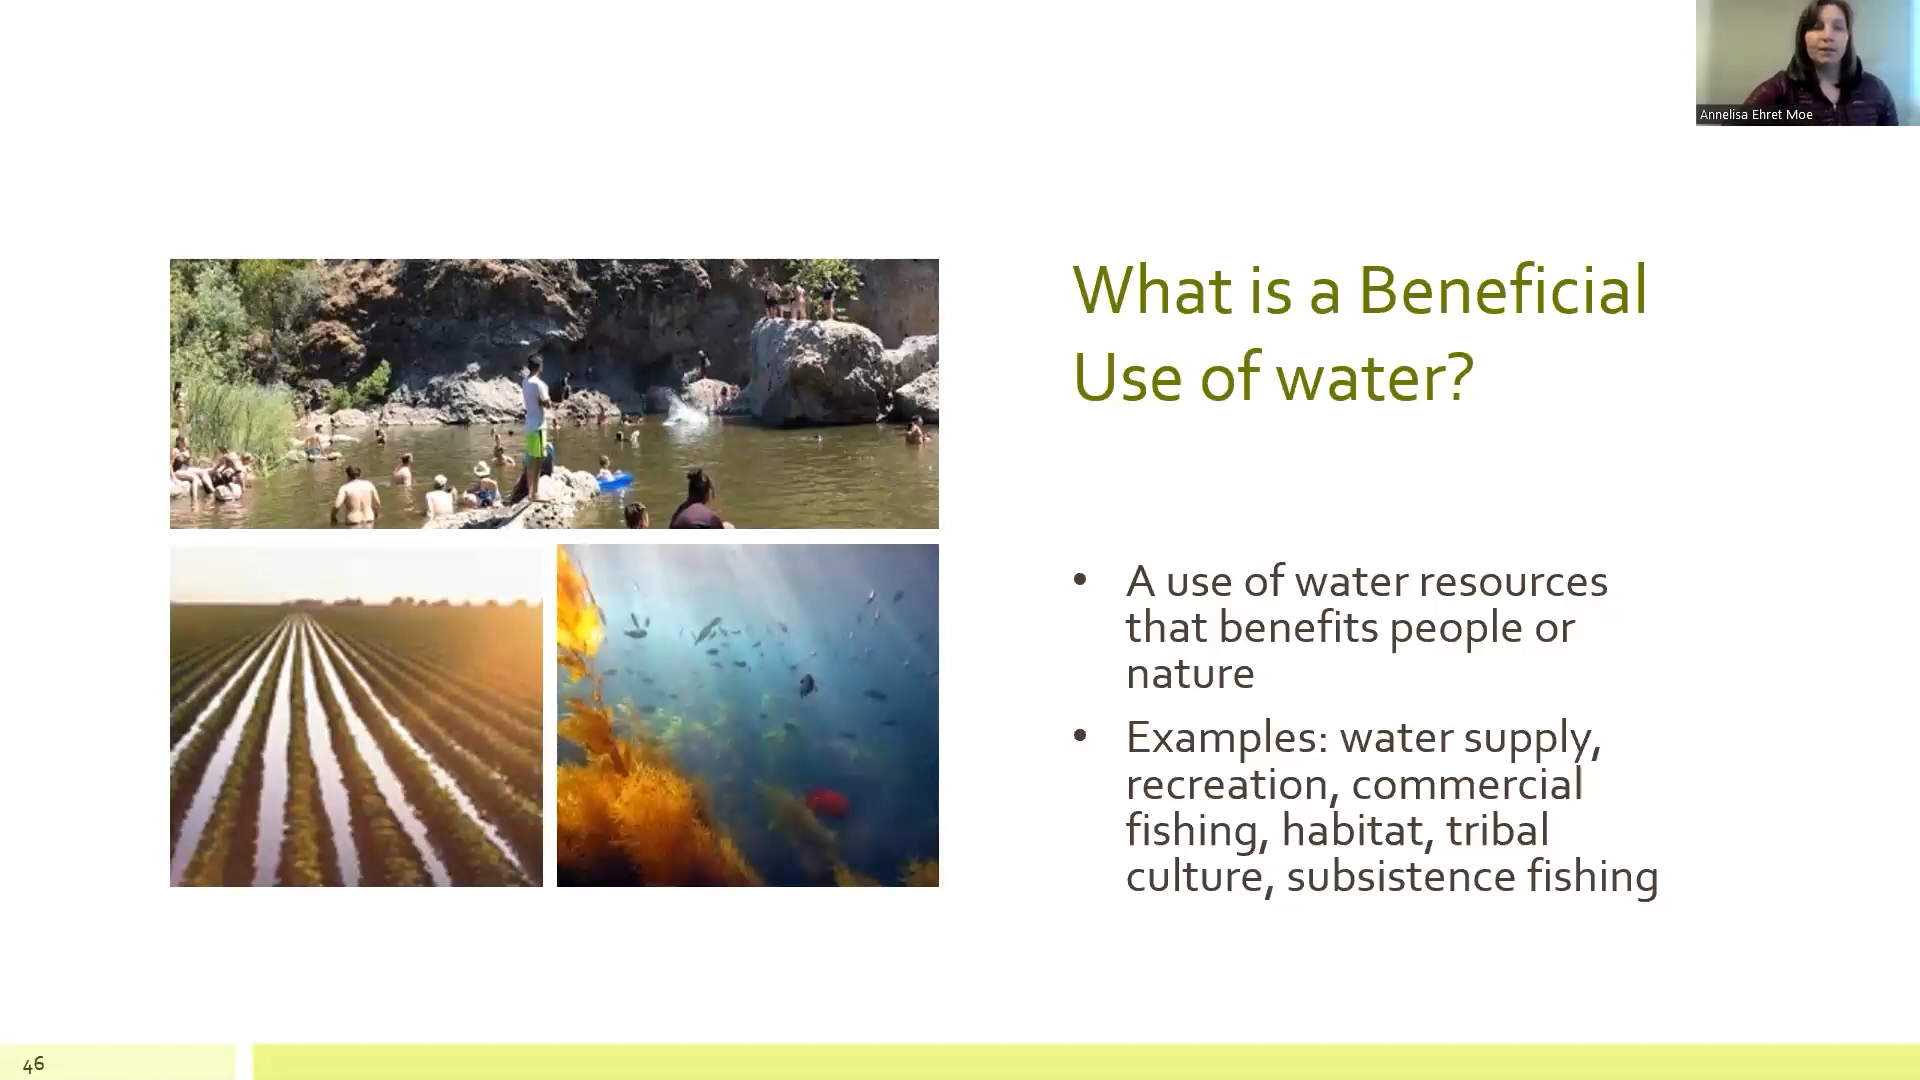 Annelisa Ehret Moe
What is a Beneficial
Use of water?
• A use of water resources
that benefits people or
nature
• Examples: water supply,
recreation, commercial
fishing, habitat, tribal
culture, subsistence fishing
46